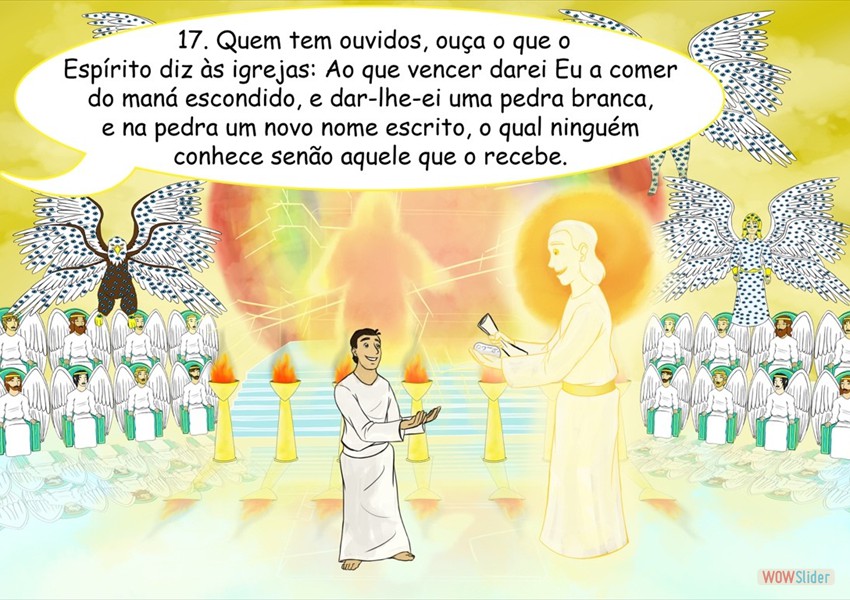 17. Quem tem ouvidos, ouça o que o
Espírito diz às igrejas: Ao que vencer darei Eu a comer
do maná escondido, e dar-lhe-ei uma pedra branca,
e na pedra um novo nome escrito, o qual ninguém
conhece senão aquele que o recebe.
WOWSlider